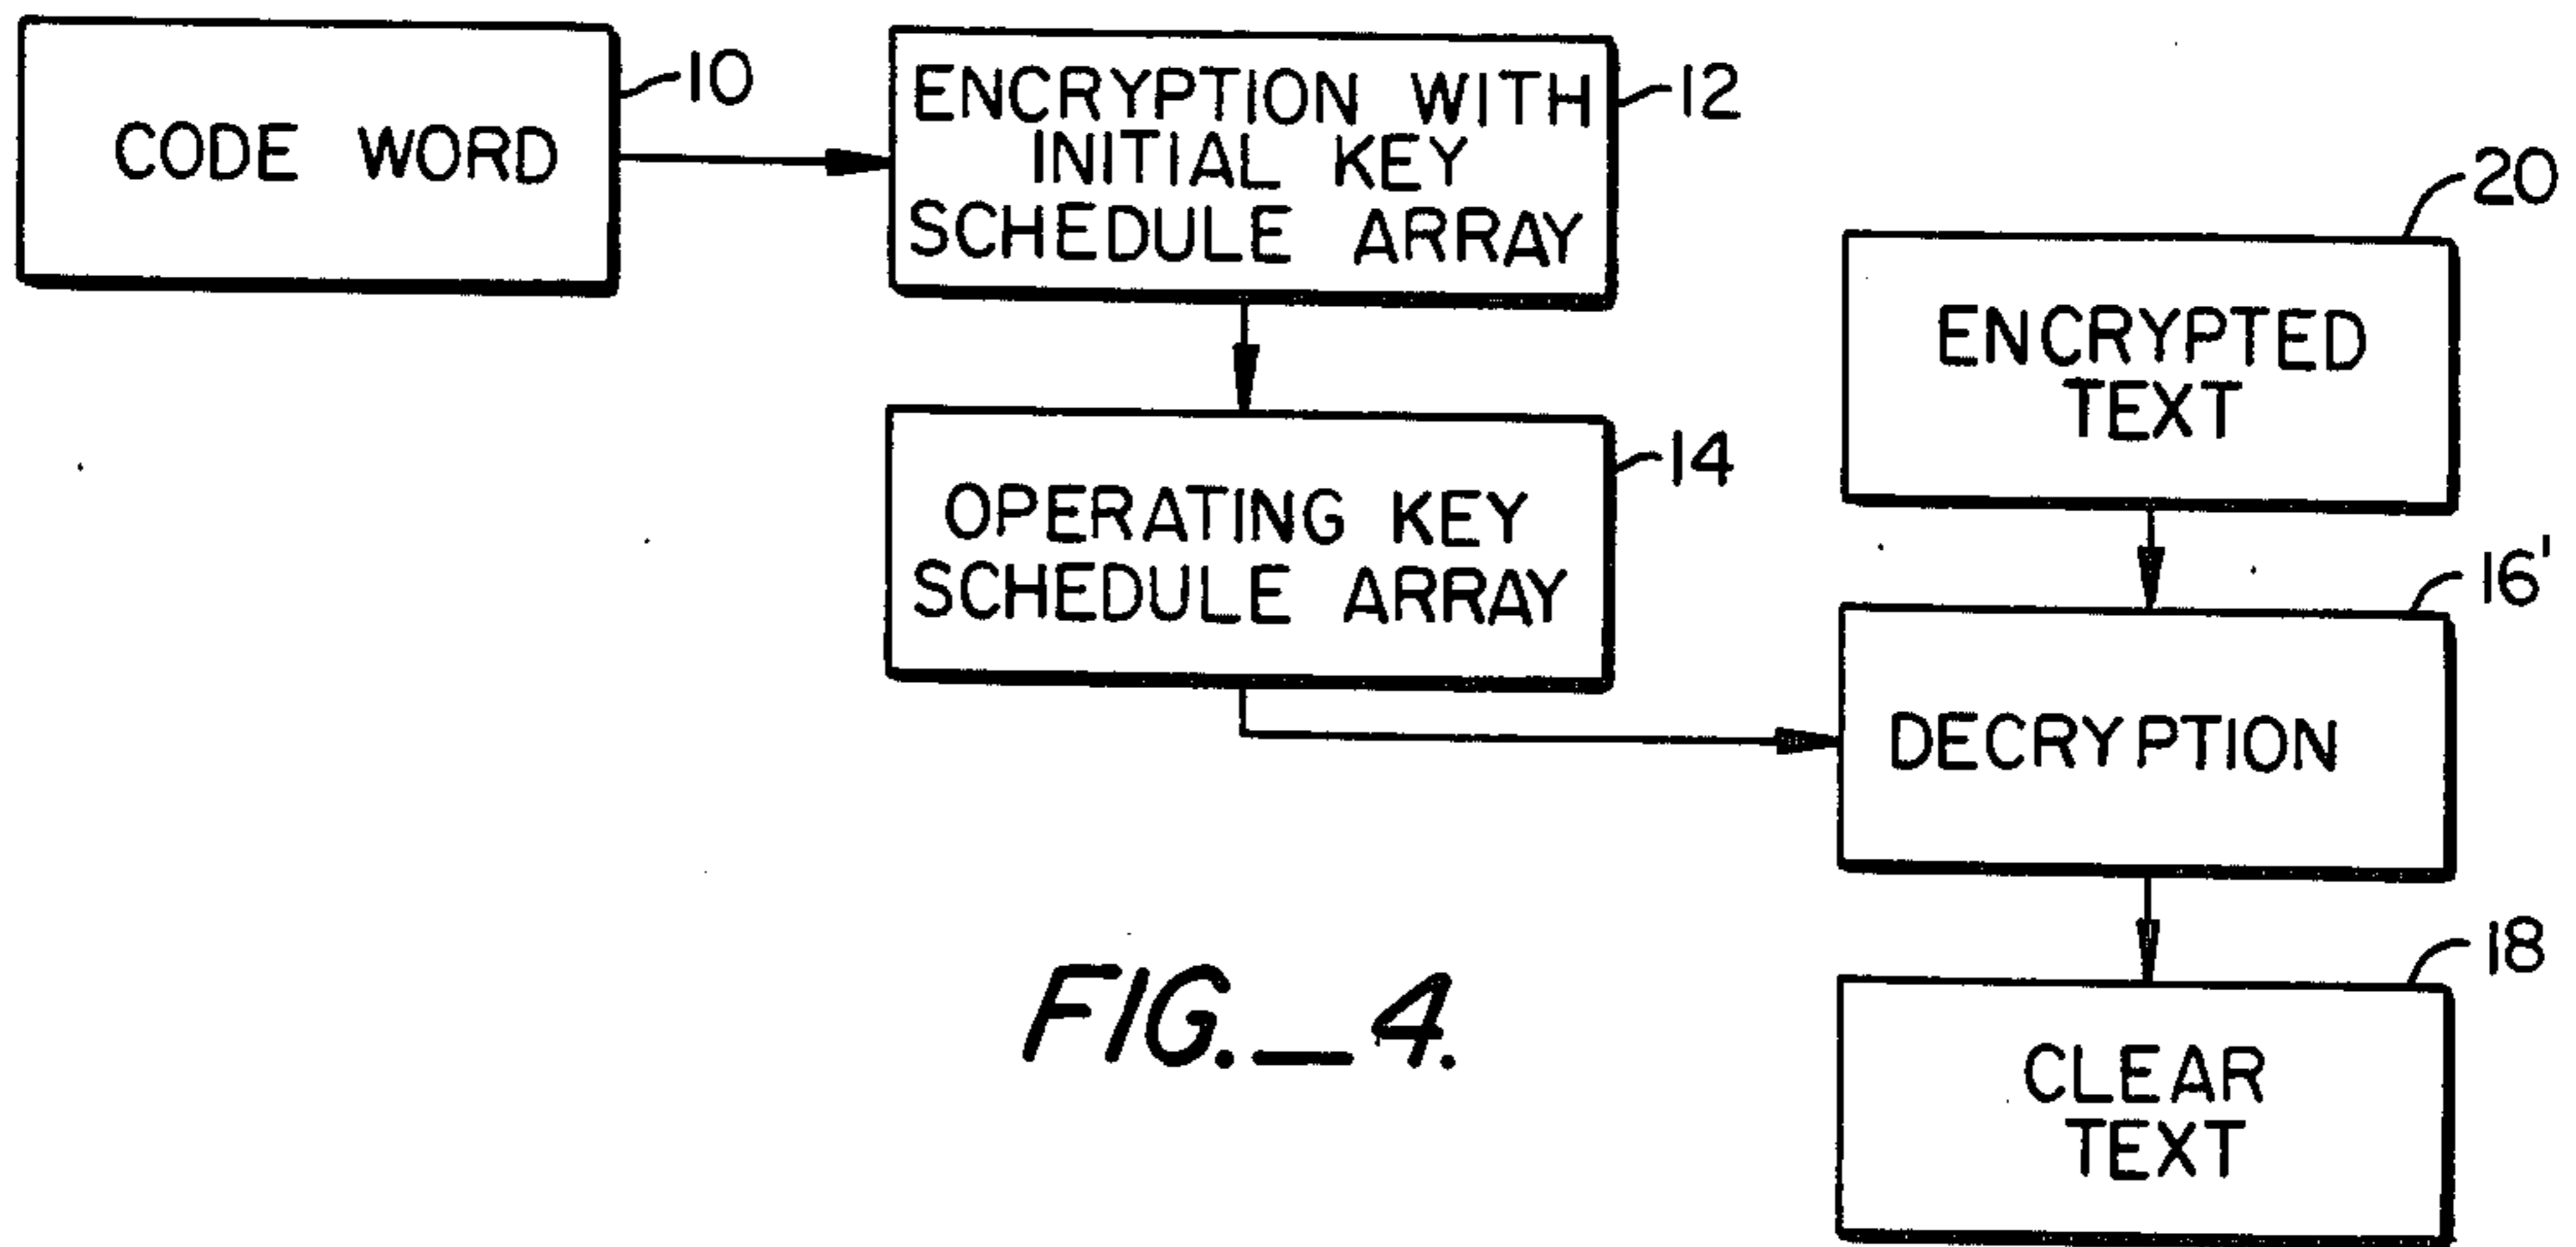 CODE WORD
10
ENCRYPTION WITH
INITIAL KEY
SCHEDULE ARRAY
12
OPERATING KEY
SCHEDULE ARRAY
14
ENCRYPTED
TEXT
20
DECRYPTION
16'
CLEAR
TEXT
18
FIG._4.